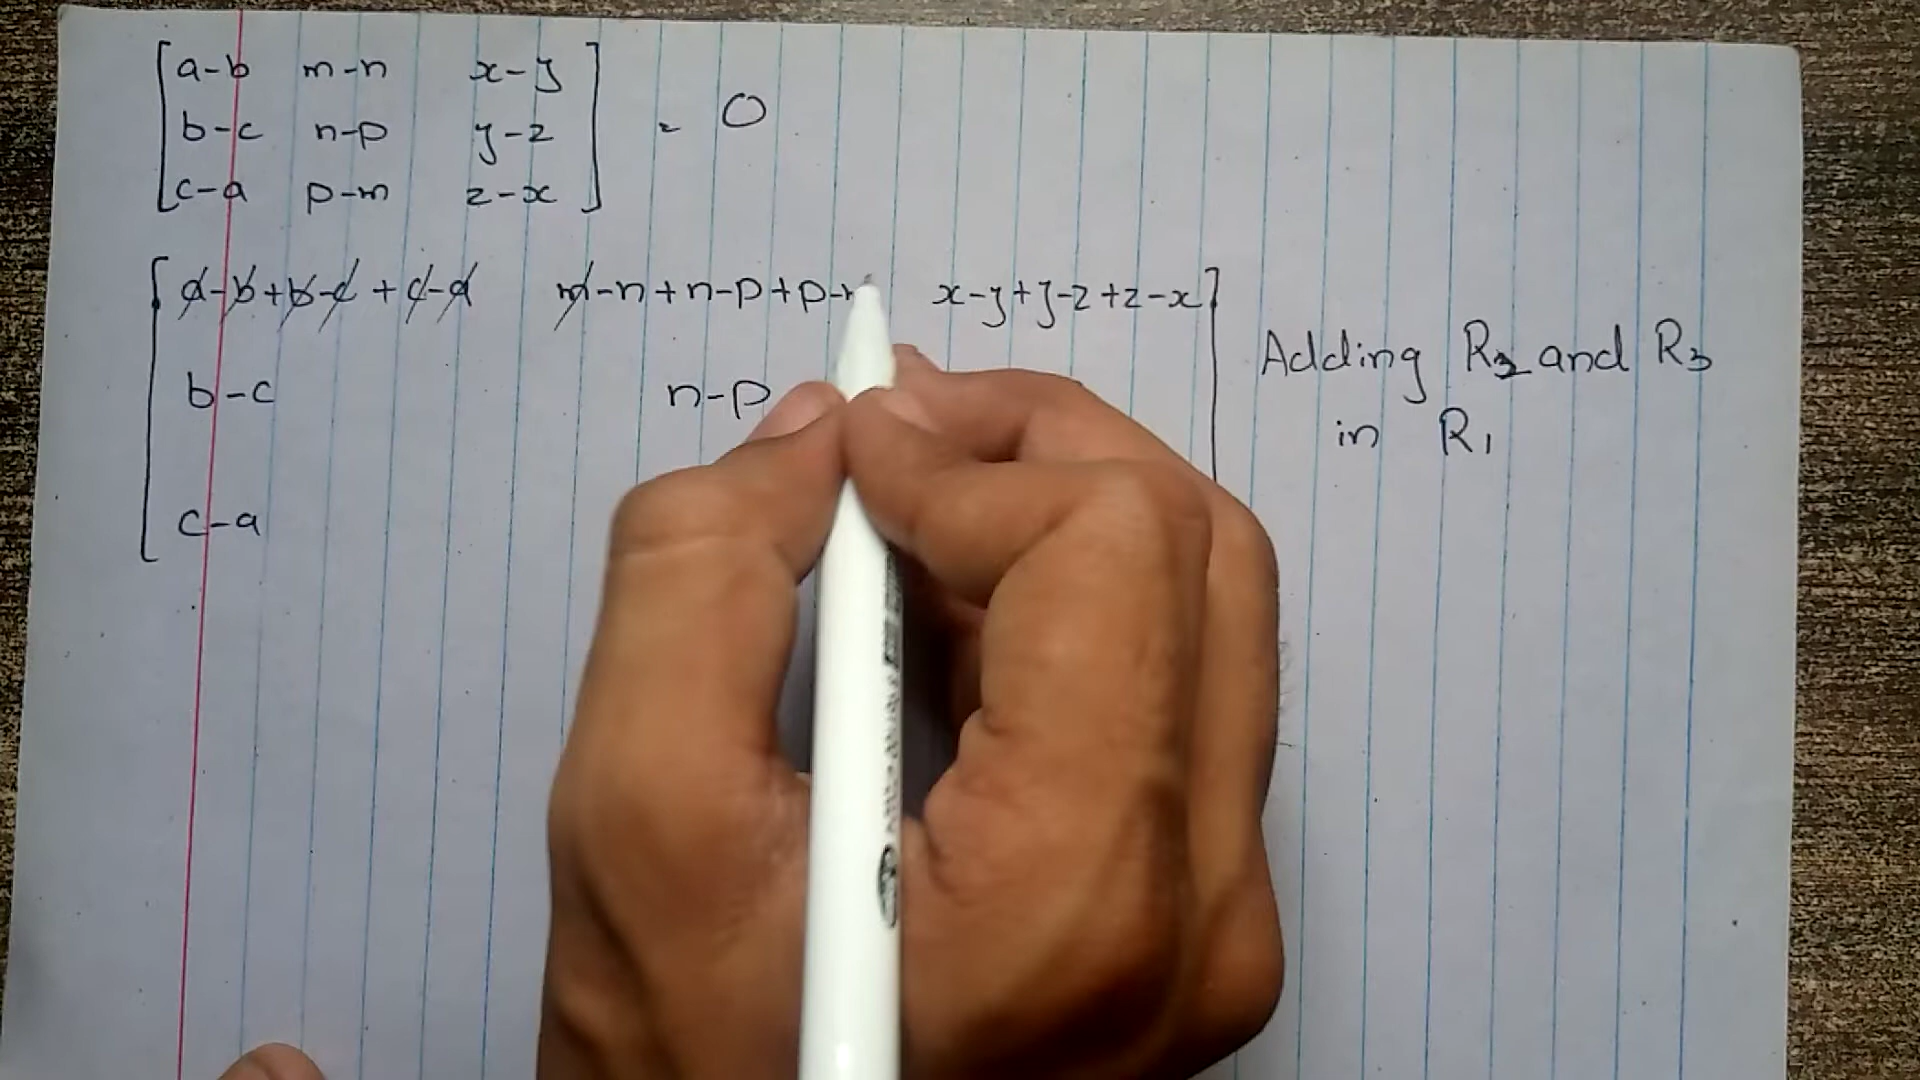 a-b m-n x-y
b-c n-p y-z = 0
c-a p-m z-x
a-b+b-c+c-a m-n+n-p+p-m x-y+y-z+z-x
b-c n-p
c-a
Adding R2 and R3
in R1